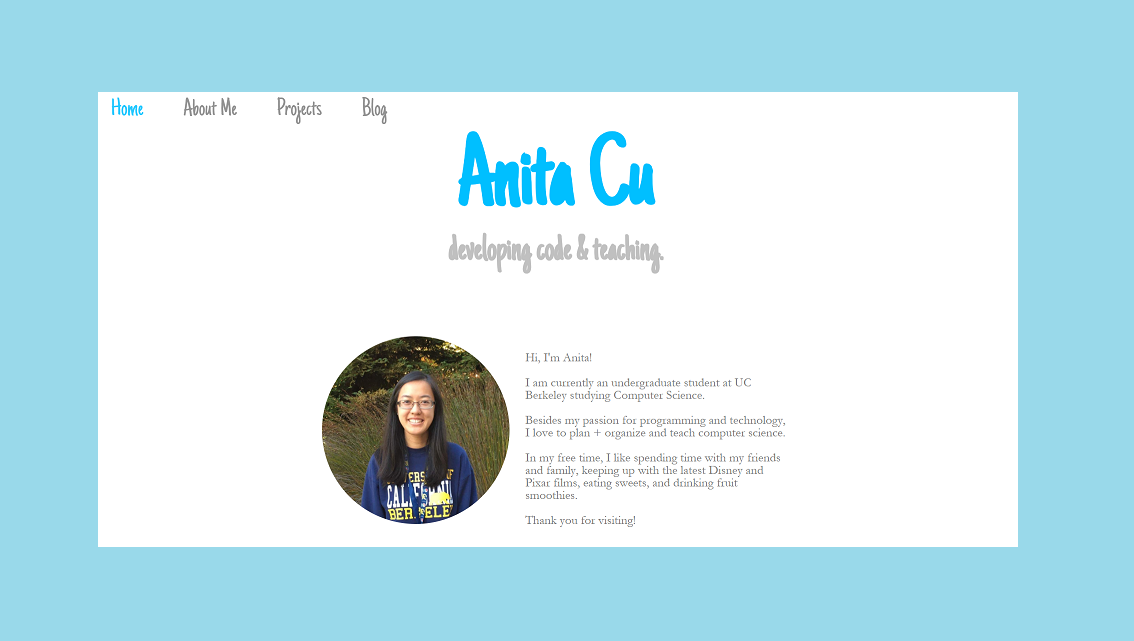 Home About Me Projects Blog
Anita Cu
developing code & teaching.
Hi, I'm Anita!
I am currently an undergraduate student at UC
Berkeley studying Computer Science.
Besides my passion for programming and technology,
I love to plan + organize and teach computer science.
In my free time, I like spending time with my friends
and family, keeping up with the latest Disney and
Pixar films, eating sweets, and drinking fruit
smoothies.
Thank you for visiting!